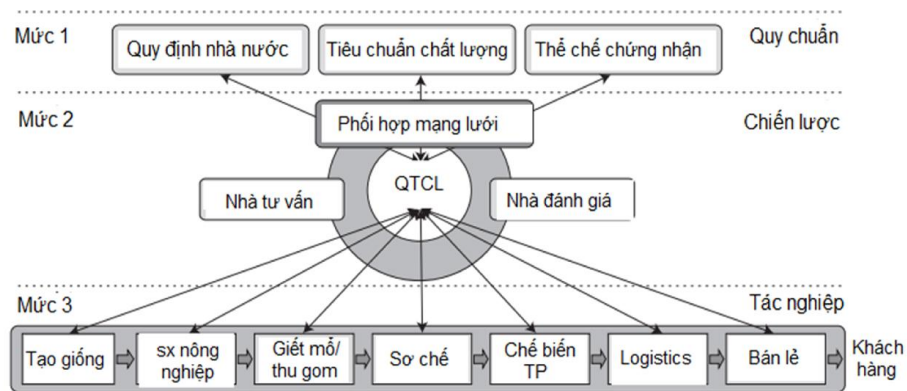 Mức 1
Quy định nhà nước
Tiêu chuẩn chất lượng
Thể chế chứng nhận
Quy chuẩn
Mức 2
Phối hợp mạng lưới
Chiến lược
Nhà tư vấn
QTCL
Nhà đánh giá
Mức 3
Tác nghiệp
Tạo giống
sx nông
nghiệp
Giết mổ/
thu gom
Sơ chế
Chế biến
TP
Logistics
Bán lẻ
Khách
hàng